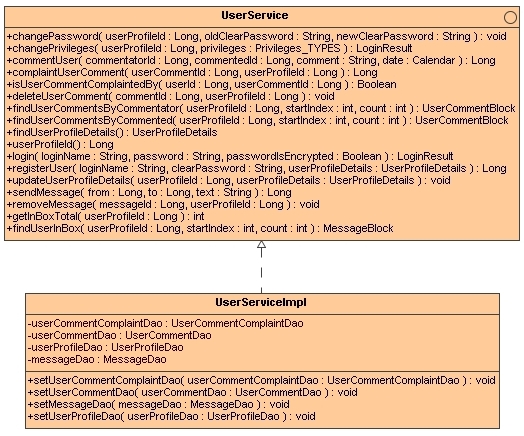 UserService
+changePassword( userProfileId : Long, oldClearPassword : String, newClearPassword : String ) : void
+changePrivileges( userProfileId : Long, privileges : Privileges_TYPES ) : LoginResult
+commentUser( commentatorId : Long, commentedId : Long, comment : String, date : Calendar ) : Long
+complaintUserComment( userCommentId : Long, userProfileId : Long ) : Long
+isUserCommentComplaintedBy( userId : Long, userCommentId : Long ) : Boolean
+deleteUserComment( commentId : Long, userProfileId : Long ) : void
+findUserCommentsByCommentator( userProfileId : Long, startIndex : int, count : int ) : UserCommentBlock
+findUserCommentsByCommented( userProfileId : Long, startIndex : int, count : int ) : UserCommentBlock
+findUserProfileDetails() : UserProfileDetails
+userProfileId() : Long
+login( loginName : String, password : String, passwordIsEncrypted : Boolean ) : LoginResult
+registerUser( loginName : String, clearPassword : String, userProfileDetails : UserProfileDetails ) : Long
+updateUserProfileDetails( userProfileId : Long, userProfileDetails : UserProfileDetails ) : void
+sendMessage( from : Long, to : Long, text : String ) : Long
+removeMessage( messageId : Long, userProfileId : Long ) : void
+getInBoxTotal( userProfileId : Long ) : int
+findUserInBox( userProfileId : Long, startIndex : int, count : int ) : MessageBlock
UserServiceImpl
-userCommentComplaintDao : UserCommentComplaintDao
-userCommentDao : UserCommentDao
-userProfileDao : UserProfileDao
-messageDao : MessageDao
+setUserCommentComplaintDao( userCommentComplaintDao : UserCommentComplaintDao ) : void
+setUserCommentDao( userCommentDao : UserCommentDao ) : void
+setMessageDao( messageDao : MessageDao ) : void
+setUserProfileDao( userProfileDao : UserProfileDao ) : void